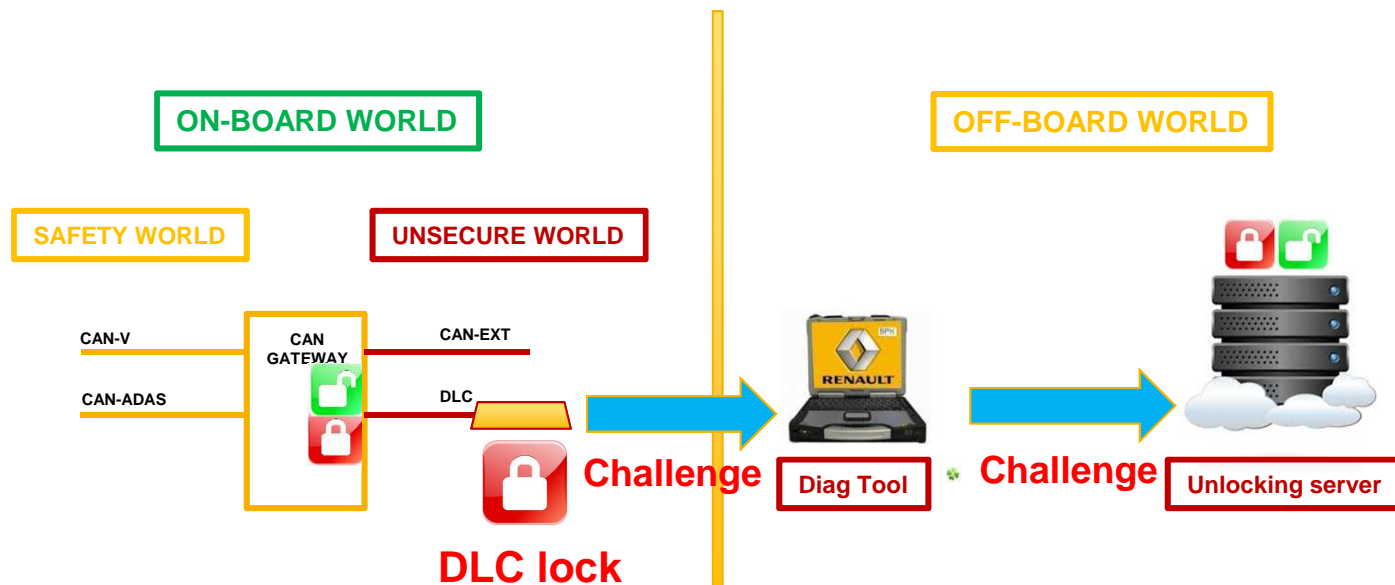 ON-BOARD WORLD
OFF-BOARD WORLD
SAFETY WORLD
UNSECURE WORLD
CAN-V
CAN
GATEWAY
CAN-EXT
CAN-ADAS
DLC
RENAULT
Challenge
Diag Tool
Challenge
Unlocking server
DLC lock